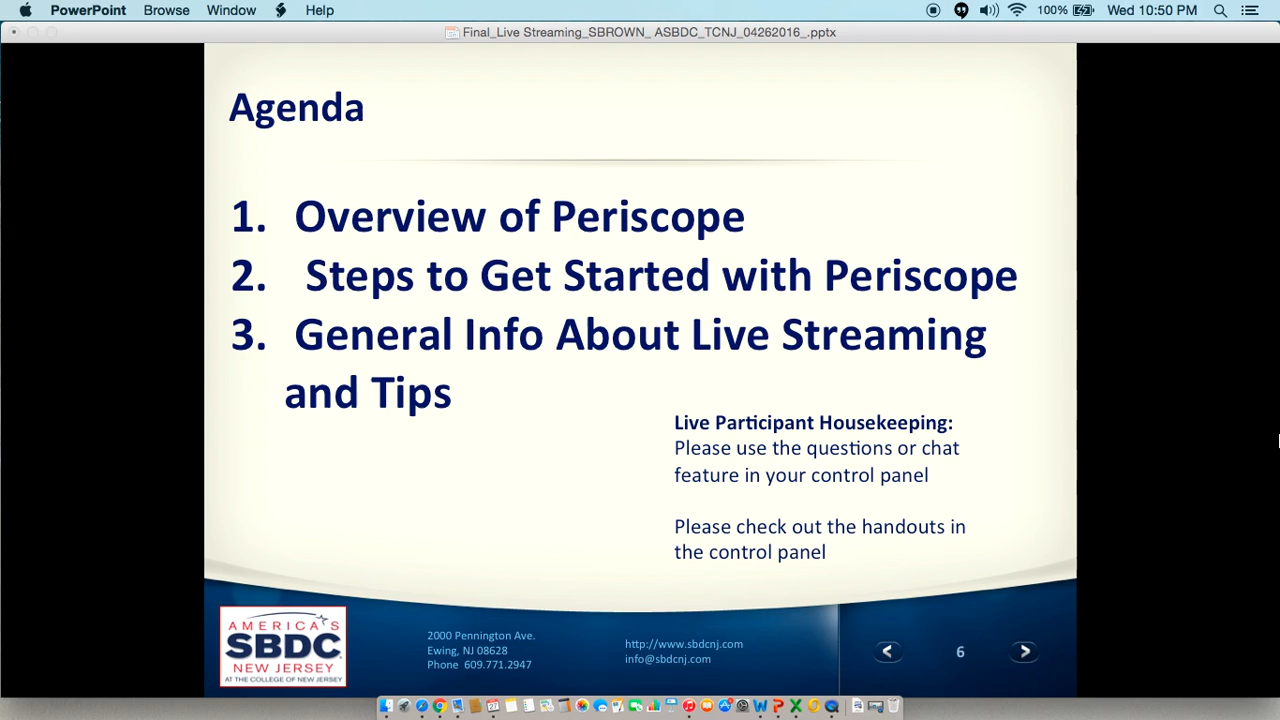 PowerPoint Browse Window Help 100% Wed 10:50 PM
Final_Live Streaming_SBROWN_ ASBDC_TCNJ_04262016_.pptx
Agenda
1. Overview of Periscope
2. Steps to Get Started with Periscope
3. General Info About Live Streaming
and Tips
Live Participant Housekeeping:
Please use the questions or chat
feature in your control panel
Please check out the handouts in
the control panel
AMERICA'S
SBDC
NEW JERSEY
AT THE COLLEGE OF NEW JERSEY
2000 Pennington Ave.
Ewing, NJ 08628
Phone 609.771.2947
http://www.sbdcnj.com
info@sbdcnj.com
6